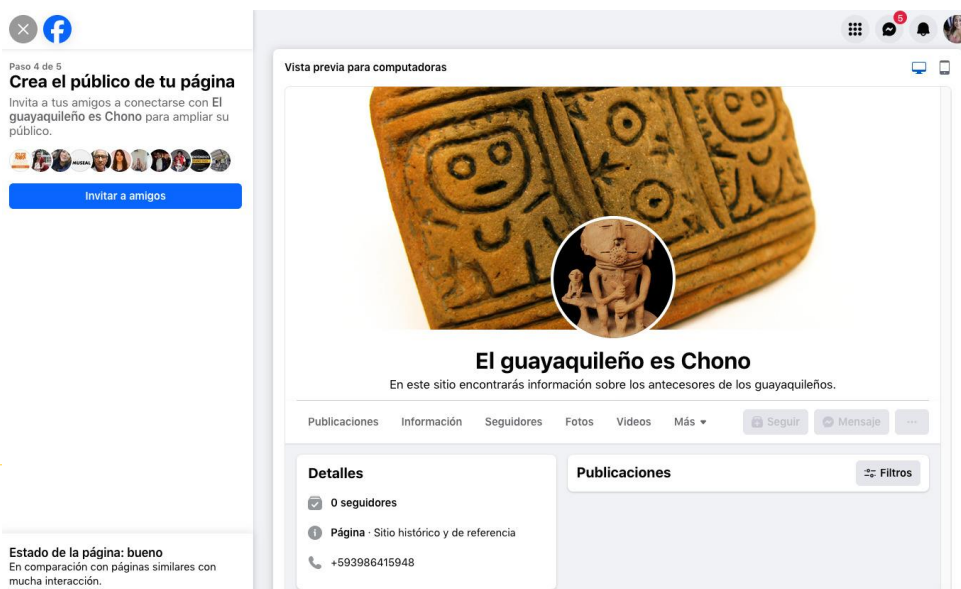 5
Paso 4 de 5
Crea el público de tu página
Invita a tus amigos a conectarse con El
guayaquileño es Chono para ampliar su
público.
MUSEAL
Invitar a amigos
Estado de la página: bueno
En comparación con páginas similares con
mucha interacción.
Vista previa para computadoras
El guayaquileño es Chono
En este sitio encontrarás información sobre los antecesores de los guayaquileños.
Publicaciones Información Seguidores Fotos Videos Más Seguir Mensaje ...
Detalles
0 seguidores
Página · Sitio histórico y de referencia
+593986415948
Publicaciones
Filtros